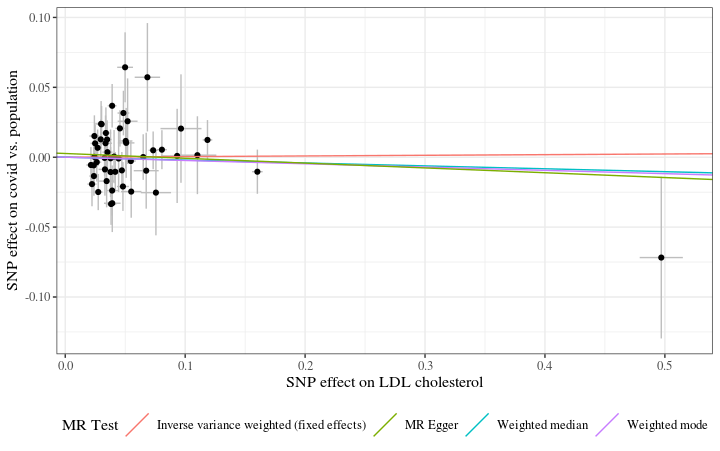 0.10
0.05
0.00
-0.05
-0.10
SNP effect on covid vs. population
0.0 0.1 0.2 0.3 0.4 0.5
SNP effect on LDL cholesterol
MR Test Inverse variance weighted (fixed effects) MR Egger Weighted median Weighted mode